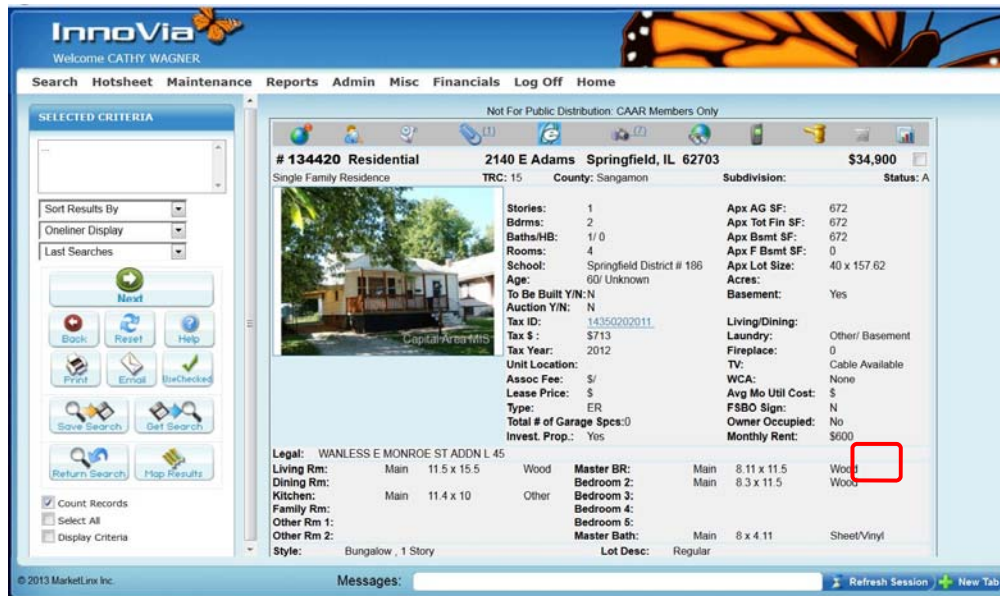 InnoVia
Welcome CATHY WAGNER
Search Hotsheet Maintenance Reports Admin Misc Financials Log Off Home
SELECTED CRITERIA
...
Sort Results By
Oneliner Display
Last Searches
Next
Back Reset Help
Print Email UseChecked
Save Search Get Search
Return Search Map Results
Count Records
Select All
Display Criteria
Not For Public Distribution: CAAR Members Only
(1) (7)
# 134420 Residential 2140 E Adams Springfield, IL 62703 $34,900
Single Family Residence TRC: 15 County: Sangamon Subdivision: Status: A
Capital Area MLS
Stories: 1 Apx AG SF: 672
Bdrms: 2 Apx Tot Fin SF: 672
Baths/HB: 1/ 0 Apx Bsmt SF: 672
Rooms: 4 Apx F Bsmt SF: 0
School: Springfield District # 186 Apx Lot Size: 40 x 157.62
Age: 60/ Unknown Acres:
To Be Built Y/N: N Basement: Yes
Auction Y/N: N
Tax ID: 14350202011 Living/Dining:
Tax $ : $713 Laundry: Other/ Basement
Tax Year: 2012 Fireplace: 0
Unit Location: TV: Cable Available
Assoc Fee: $/ WCA: None
Lease Price: $ Avg Mo Util Cost: $
Type: ER FSBO Sign: N
Total # of Garage Spcs:0 Owner Occupied: No
Invest. Prop.: Yes Monthly Rent: $600
Legal: WANLESS E MONROE ST ADDN L 45
Living Rm: Main 11.5 x 15.5 Wood Master BR: Main 8.11 x 11.5 Wood
Dining Rm: Bedroom 2: Main 8.3 x 11.5 Wood
Kitchen: Main 11.4 x 10 Other Bedroom 3:
Family Rm: Bedroom 4:
Other Rm 1: Bedroom 5:
Other Rm 2: Master Bath: Main 8 x 4.11 Sheet/Vinyl
Style: Bungalow , 1 Story Lot Desc: Regular
© 2013 MarketLinx Inc. Messages: Refresh Session New Tab